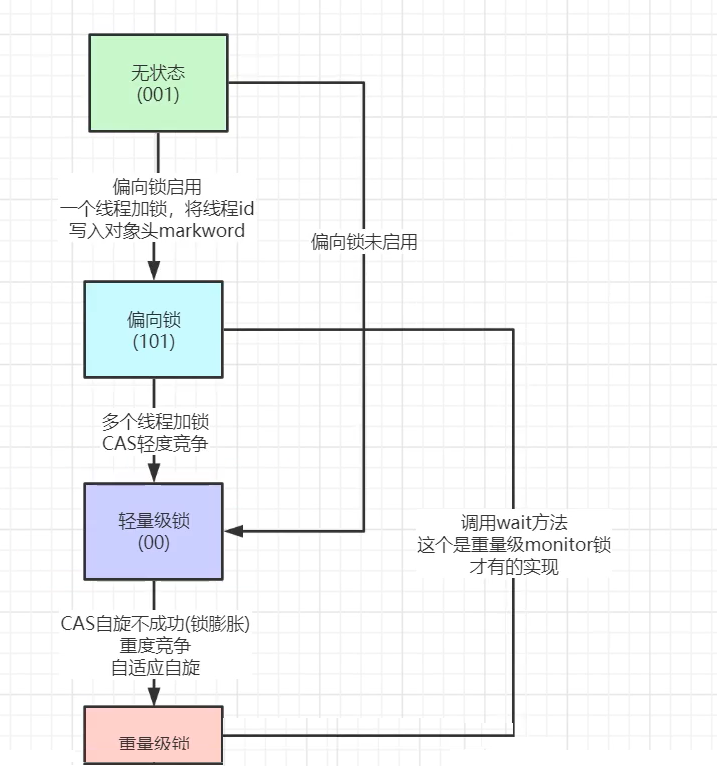 无状态
(001)
偏向锁启用
一个线程加锁，将线程id
写入对象头markword
偏向锁未启用
偏向锁
(101)
多个线程加锁
CAS轻度竞争
轻量级锁
(00)
调用wait方法
这个是重量级monitor锁
才有的实现
CAS自旋不成功(锁膨胀)
重度竞争
自适应自旋
重量级锁